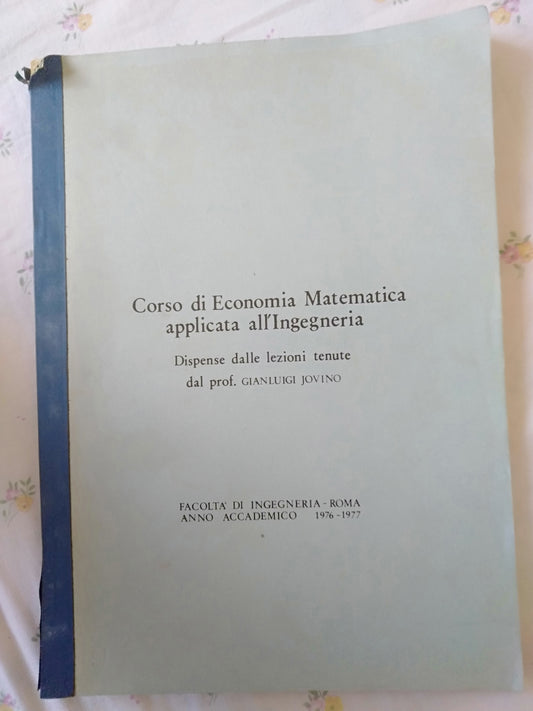 Corso di Economia Matematica
applicata all'Ingegneria
Dispense dalle lezioni tenute
dal prof. GIANLUIGI JOVINO
FACOLTA' DI INGEGNERIA - ROMA
ANNO ACCADEMICO 1976 - 1977